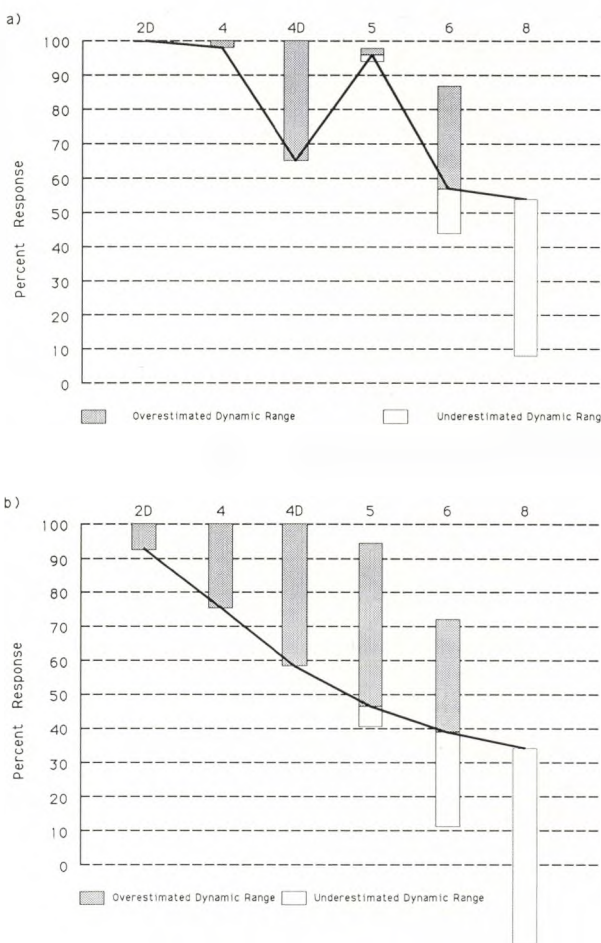 a)
2D 4 4D 5 6 8
100
90
80
70
60
50
40
30
20
10
0
Percent Response
Overestimated Dynamic Range Underestimated Dynamic Rang
b)
2D 4 4D 5 6 8
100
90
80
70
60
50
40
30
20
10
0
Percent Response
Overestimated Dynamic Range Underestimated Dynamic Range